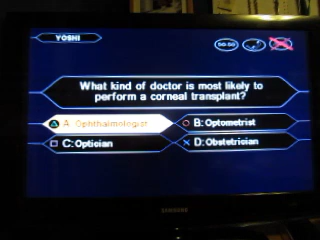 YOSHI
50:50
What kind of doctor is most likely to
perform a corneal transplant?
A: Ophthalmologist
B: Optometrist
C: Optician
D: Obstetrician
SAMSUNG